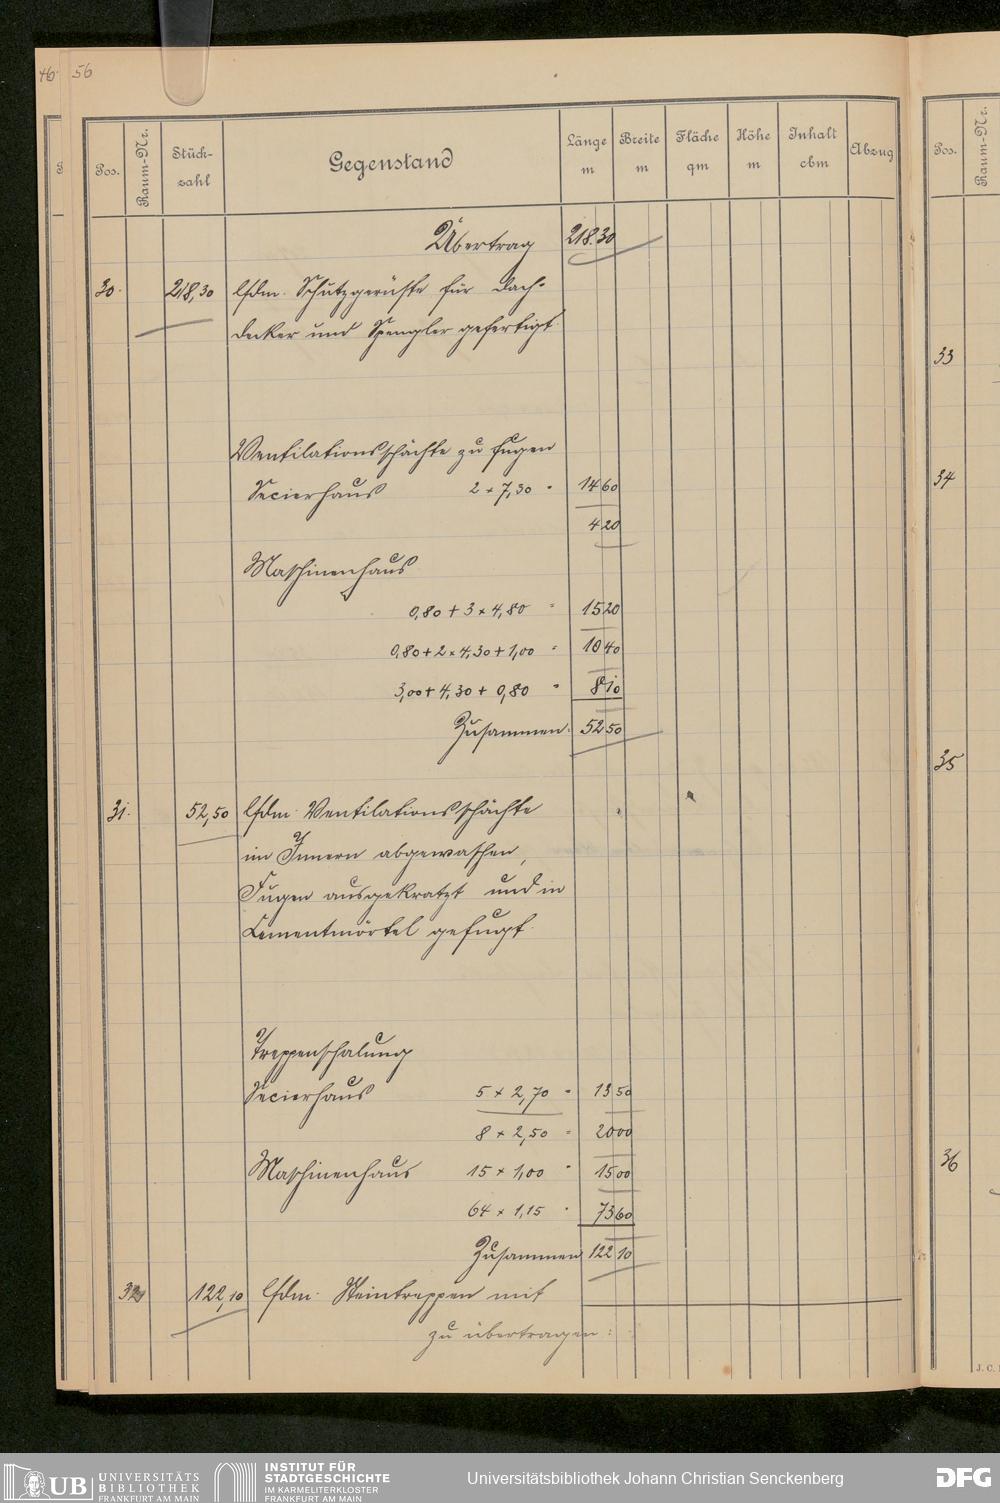 46. 56
Pos. Raum-Nr. Stück-zahl Gegenstand Länge m Breite m Fläche qm Höhe m Inhalt cbm Abzug
Pos. Raum-Nr.
Übertrag 218.30
30. 218,30 lfdm. Schutzgerüste für Dach-
decker und Spengler gefertigt.
33
Ventilationsschächte zu fugen
Secierhaus 2 × 7,30 = 14 60
34
4 20
Maschinenhaus
0,80 + 3 × 4,80 = 15 20
0,80 + 2 × 4,30 + 1,00 = 10 40
3,00 + 4,30 + 0,80 = 8 10
Zusammen: 52 50
35
31. 52,50 lfdm. Ventilationsschächte
im Innern abgewaschen,
Fugen ausgekratzt und in
Cementmörtel gefugt.
Treppenschalung
Secierhaus 5 × 2,70 = 13 50
8 × 2,50 = 20 00
36
Maschinenhaus 15 × 1,00 = 15 00
64 × 1,15 = 73 60
Zusammen 122 10
32 122,10 lfdm. Steintreppen mit
zu übertragen:
J. C.
UB UNIVERSITÄTS
BIBLIOTHEK
FRANKFURT AM MAIN
INSTITUT FÜR
STADTGESCHICHTE
IM KARMELITERKLOSTER
FRANKFURT AM MAIN
Universitätsbibliothek Johann Christian Senckenberg
DFG